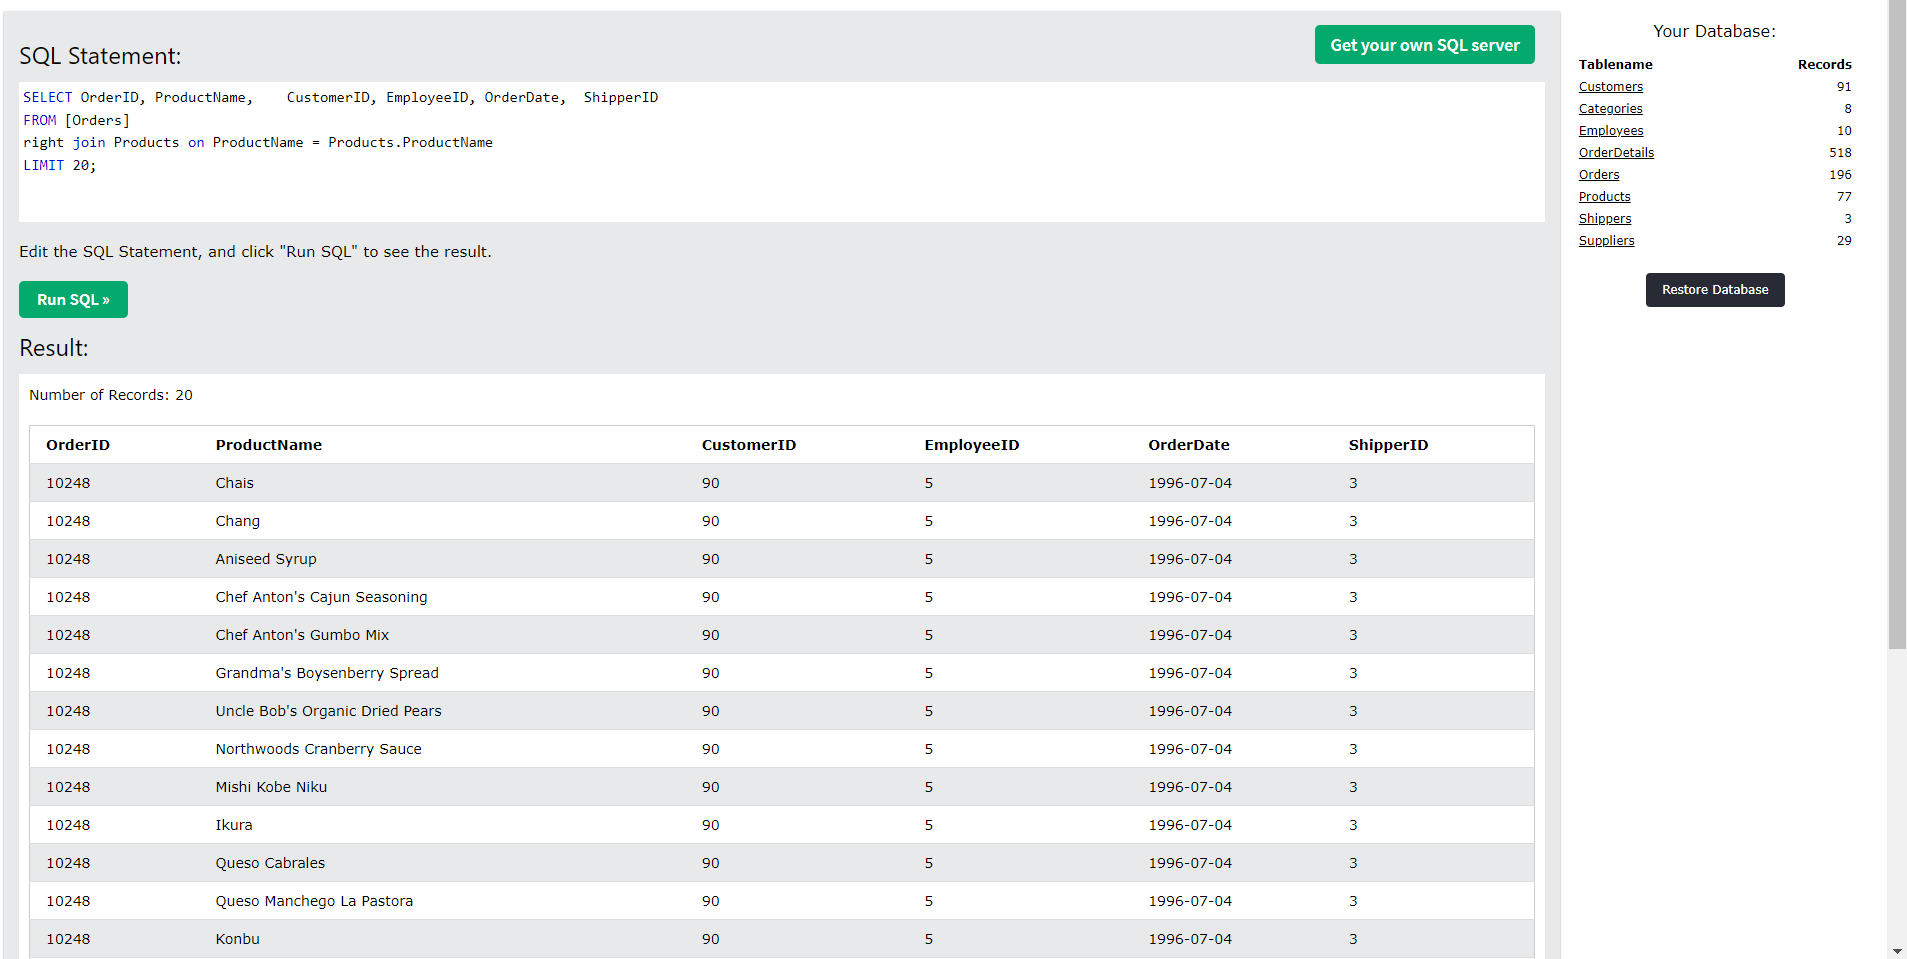 SQL Statement:
Get your own SQL server
SELECT OrderID, ProductName,    CustomerID, EmployeeID, OrderDate,  ShipperID
FROM [Orders]
right join Products on ProductName = Products.ProductName
LIMIT 20;
Edit the SQL Statement, and click "Run SQL" to see the result.
Run SQL »
Result:
Number of Records: 20
OrderID ProductName CustomerID EmployeeID OrderDate ShipperID
10248 Chais 90 5 1996-07-04 3
10248 Chang 90 5 1996-07-04 3
10248 Aniseed Syrup 90 5 1996-07-04 3
10248 Chef Anton's Cajun Seasoning 90 5 1996-07-04 3
10248 Chef Anton's Gumbo Mix 90 5 1996-07-04 3
10248 Grandma's Boysenberry Spread 90 5 1996-07-04 3
10248 Uncle Bob's Organic Dried Pears 90 5 1996-07-04 3
10248 Northwoods Cranberry Sauce 90 5 1996-07-04 3
10248 Mishi Kobe Niku 90 5 1996-07-04 3
10248 Ikura 90 5 1996-07-04 3
10248 Queso Cabrales 90 5 1996-07-04 3
10248 Queso Manchego La Pastora 90 5 1996-07-04 3
10248 Konbu 90 5 1996-07-04 3
Your Database:
Tablename Records
Customers 91
Categories 8
Employees 10
OrderDetails 518
Orders 196
Products 77
Shippers 3
Suppliers 29
Restore Database